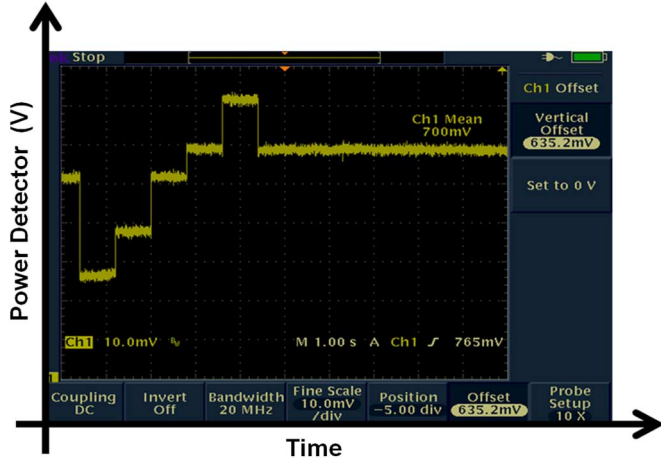 Stop
Ch1 Offset
Vertical
Offset
635.2mV
Set to 0 V
Ch1 Mean
700mV
Power Detector (V)
Ch1 10.0mV Bw M 1.00 s A Ch1 765mV
1
Coupling
DC
Invert
Off
Bandwidth
20 MHz
Fine Scale
10.0mV
/div
Position
−5.00 div
Offset
635.2mV
Probe
Setup
10 X
Time